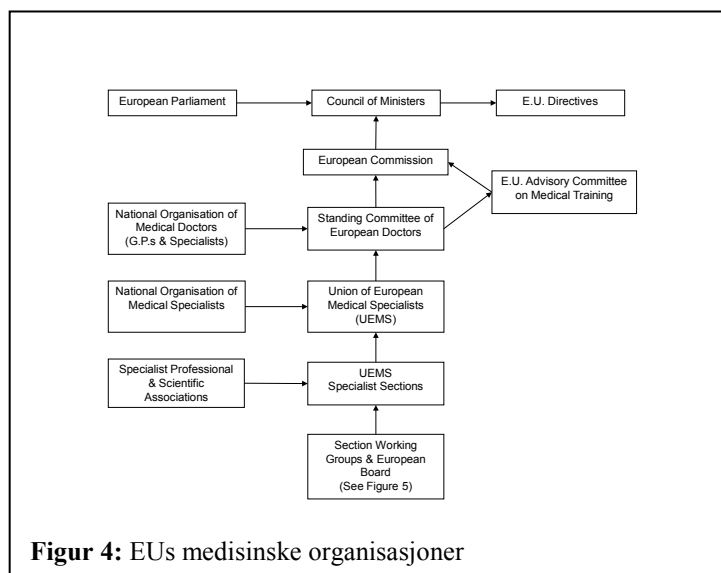 European Parliament
Council of Ministers
E.U. Directives
European Commission
E.U. Advisory Committee
on Medical Training
National Organisation of
Medical Doctors
(G.P.s & Specialists)
Standing Committee of
European Doctors
National Organisation of
Medical Specialists
Union of European
Medical Specialists
(UEMS)
Specialist Professional
& Scientific
Associations
UEMS
Specialist Sections
Section Working
Groups & European
Board
(See Figure 5)
Figur 4: EUs medisinske organisasjoner